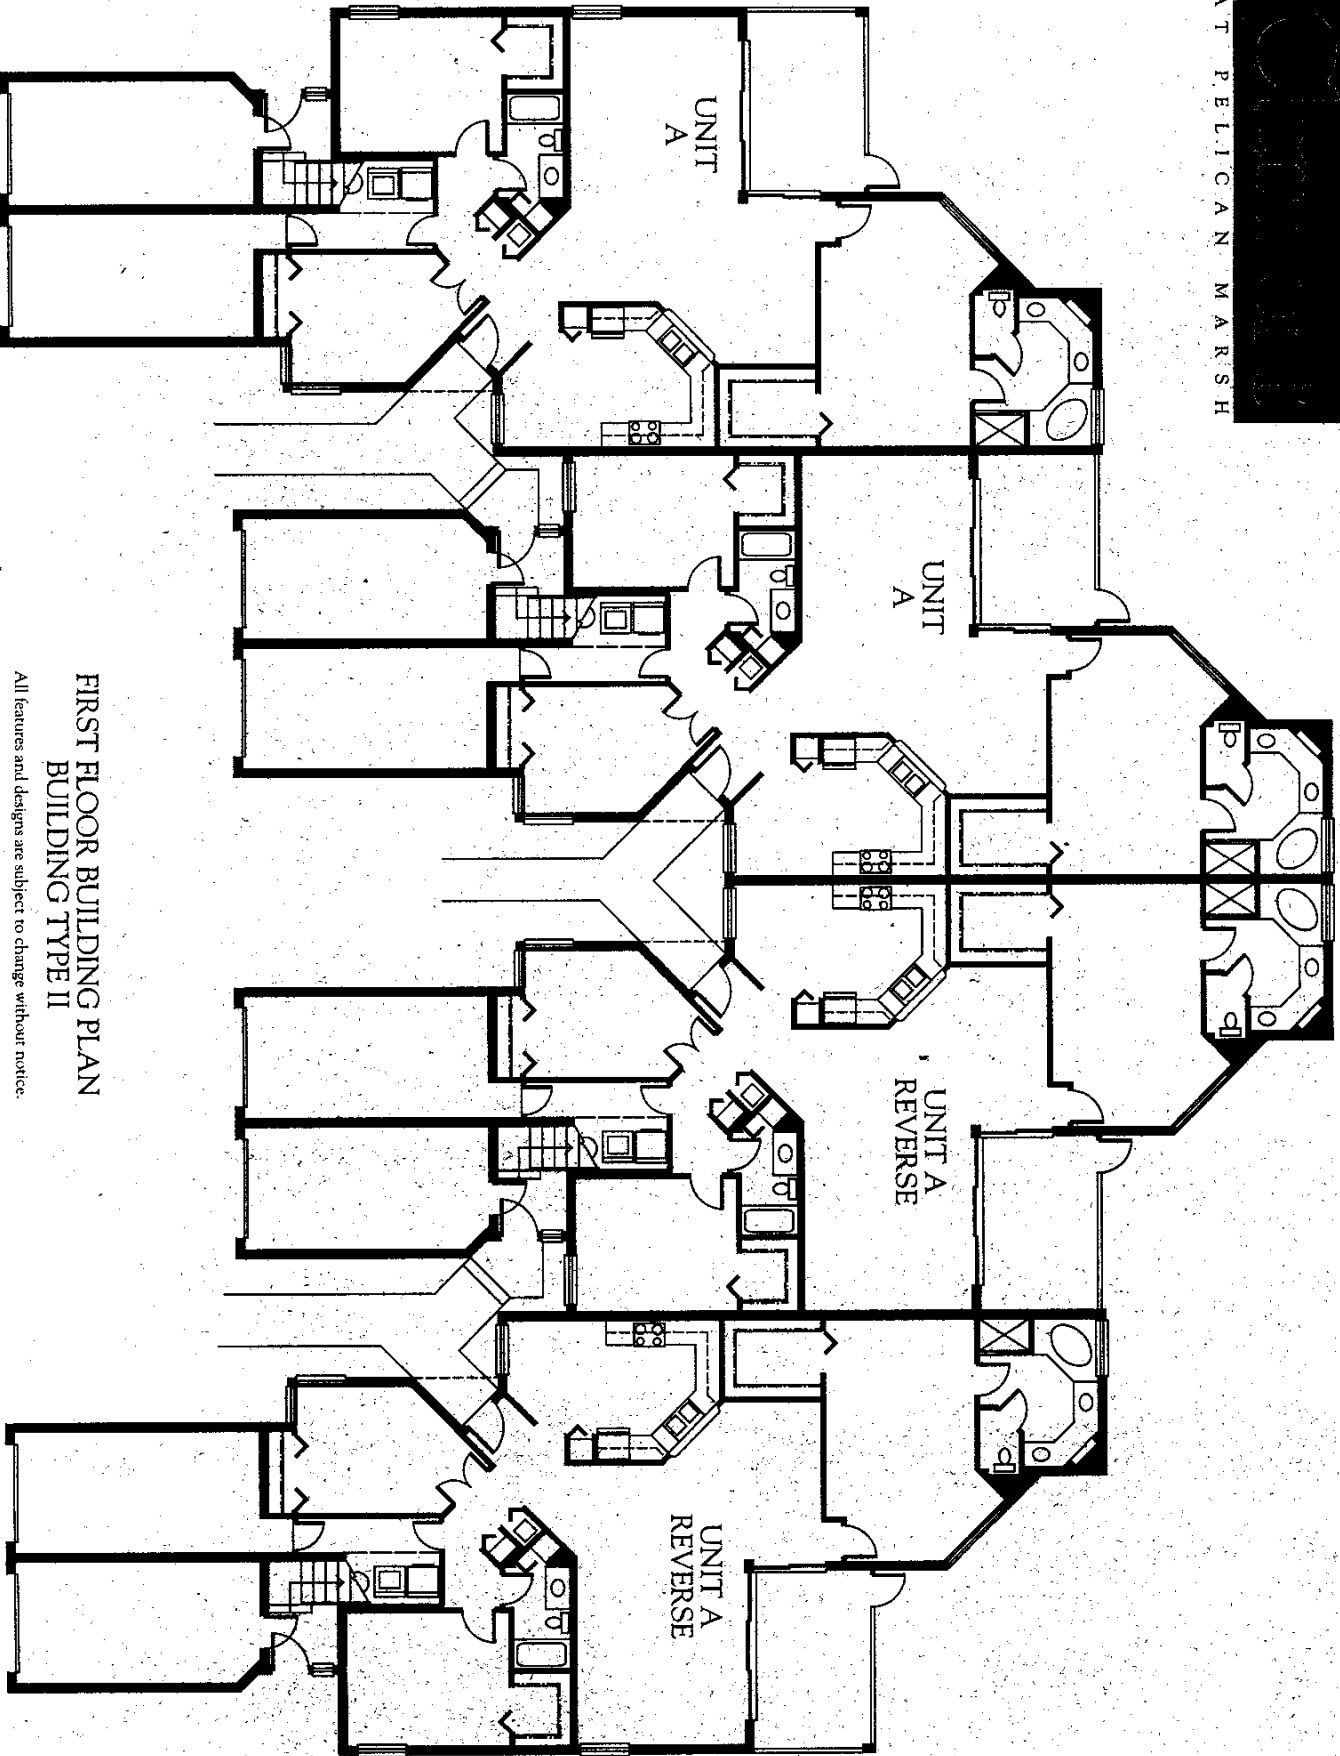 AT PELICAN MARSH
UNIT
A
UNIT
A
UNIT A
REVERSE
UNIT A
REVERSE
FIRST FLOOR BUILDING PLAN
BUILDING TYPE II
All features and designs are subject to change without notice.